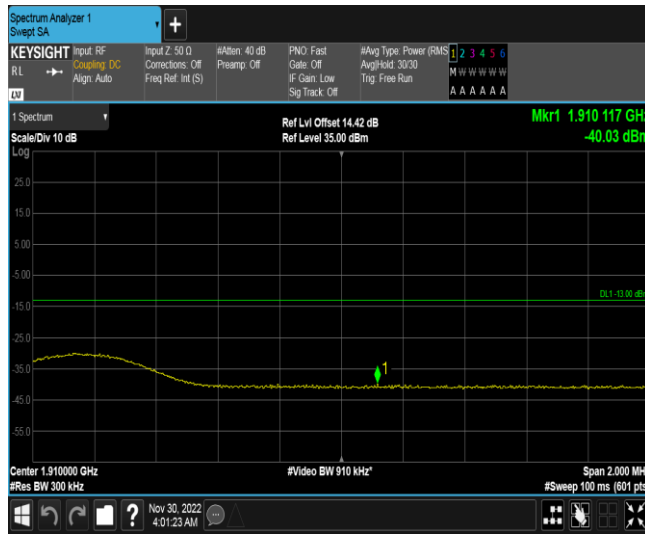 Spectrum Analyzer 1
Swept SA
KEYSIGHT Input: RF Input Z: 50 Ω #Atten: 40 dB PNO: Fast #Avg Type: Power (RMS 1 2 3 4 5 6
RL Coupling: DC Corrections: Off Preamp: Off Gate: Off Avg|Hold: 30/30 M W W W W W
Align: Auto Freq Ref: Int (S) IF Gain: Low Trig: Free Run
Sig Track: Off A A A A A A
LXI
1 Spectrum Ref Lvl Offset 14.42 dB Mkr1 1.910 117 GH
Scale/Div 10 dB Ref Level 35.00 dBm -40.03 dBm
Log
25.0
15.0
5.00
-5.00
DL1 -13.00 dBm
-15.0
-25.0
-35.0
1
-45.0
-55.0
Center 1.910000 GHz #Video BW 910 kHz* Span 2.000 MH
#Res BW 300 kHz #Sweep 100 ms (601 pts
? Nov 30, 2022
4:01:23 AM